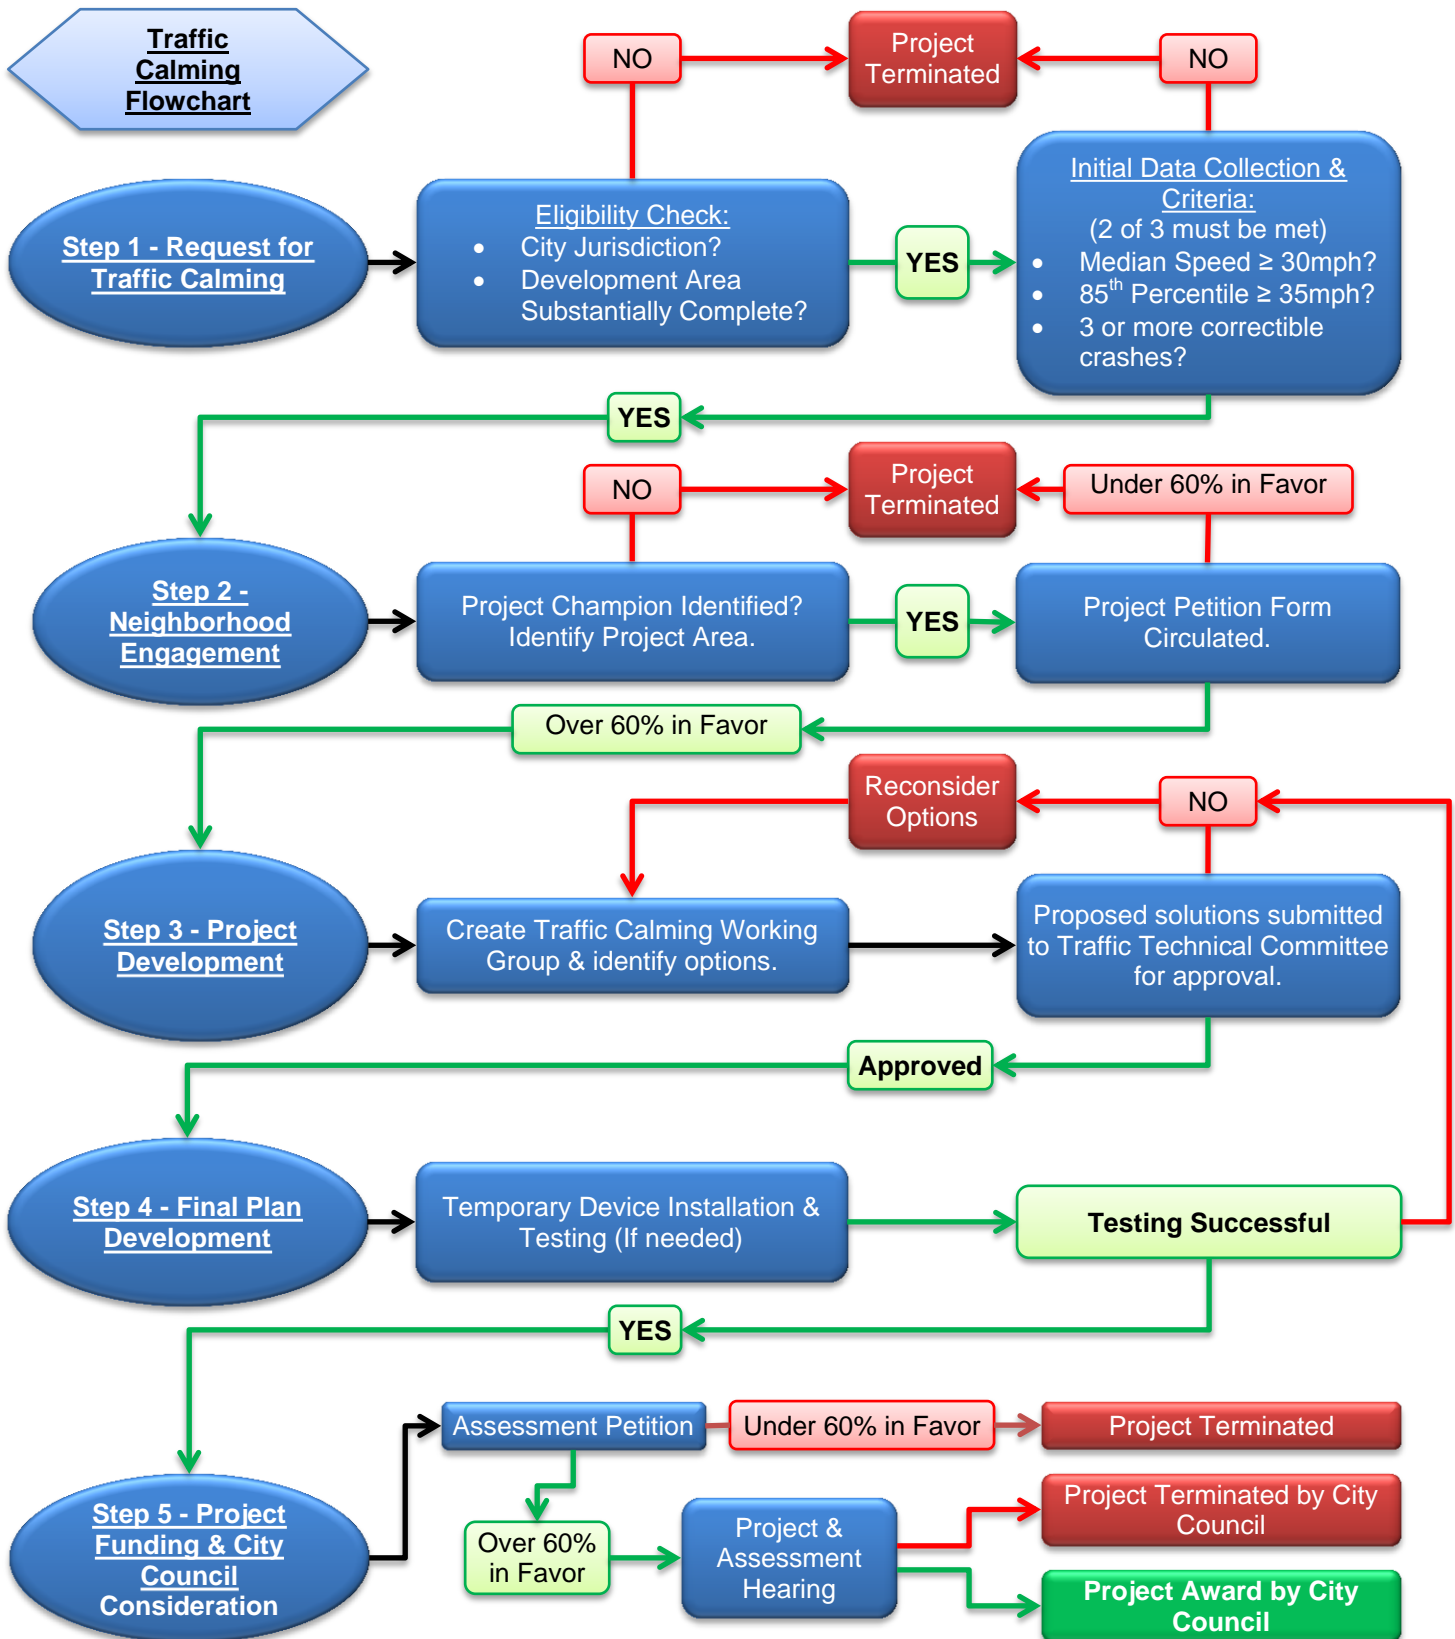 Traffic
Calming
Flowchart
NO
Project
Terminated
NO
Step 1 - Request for
Traffic Calming
Eligibility Check:
• City Jurisdiction?
• Development Area
Substantially Complete?
YES
Initial Data Collection &
Criteria:
(2 of 3 must be met)
• Median Speed ≥ 30mph?
• 85th Percentile ≥ 35mph?
• 3 or more correctible
crashes?
YES
NO
Project
Terminated
Under 60% in Favor
Step 2 -
Neighborhood
Engagement
Project Champion Identified?
Identify Project Area.
YES
Project Petition Form
Circulated.
Over 60% in Favor
Reconsider
Options
NO
Step 3 - Project
Development
Create Traffic Calming Working
Group & identify options.
Proposed solutions submitted
to Traffic Technical Committee
for approval.
Approved
Step 4 - Final Plan
Development
Temporary Device Installation &
Testing (If needed)
Testing Successful
YES
Assessment Petition
Under 60% in Favor
Project Terminated
Step 5 - Project
Funding & City
Council
Consideration
Over 60%
in Favor
Project &
Assessment
Hearing
Project Terminated by City
Council
Project Award by City
Council